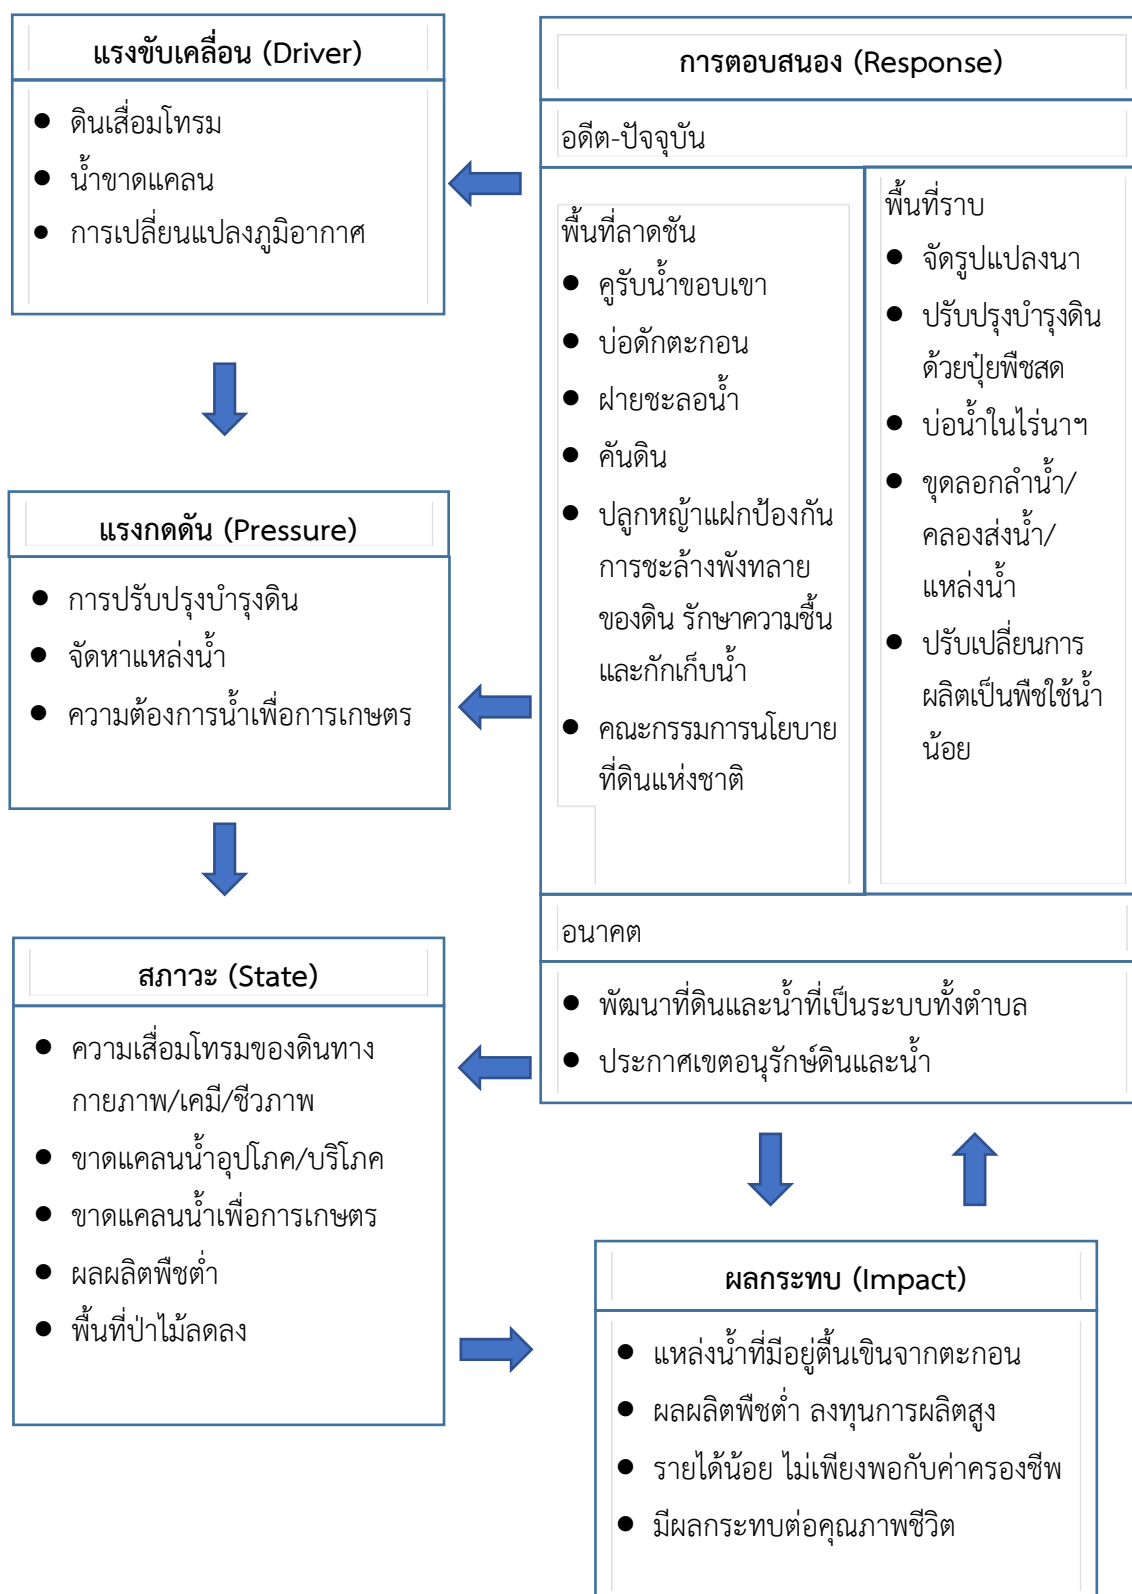 แรงขับเคลื่อน (Driver)
● ดินเสื่อมโทรม
● น้ำขาดแคลน
● การเปลี่ยนแปลงภูมิอากาศ
แรงกดดัน (Pressure)
● การปรับปรุงบำรุงดิน
● จัดหาแหล่งน้ำ
● ความต้องการน้ำเพื่อการเกษตร
สภาวะ (State)
● ความเสื่อมโทรมของดินทาง
กายภาพ/เคมี/ชีวภาพ
● ขาดแคลนน้ำอุปโภค/บริโภค
● ขาดแคลนน้ำเพื่อการเกษตร
● ผลผลิตพืชต่ำ
● พื้นที่ป่าไม้ลดลง
การตอบสนอง (Response)
อดีต-ปัจจุบัน
พื้นที่ลาดชัน
● คูรับน้ำขอบเขา
● บ่อดักตะกอน
● ฝายชะลอน้ำ
● คันดิน
● ปลูกหญ้าแฝกป้องกัน
การชะล้างพังทลาย
ของดิน รักษาความชื้น
และกักเก็บน้ำ
● คณะกรรมการนโยบาย
ที่ดินแห่งชาติ
พื้นที่ราบ
● จัดรูปแปลงนา
● ปรับปรุงบำรุงดิน
ด้วยปุ๋ยพืชสด
● บ่อน้ำในไร่นาฯ
● ขุดลอกลำน้ำ/
คลองส่งน้ำ/
แหล่งน้ำ
● ปรับเปลี่ยนการ
ผลิตเป็นพืชใช้น้ำ
น้อย
อนาคต
● พัฒนาที่ดินและน้ำที่เป็นระบบทั้งตำบล
● ประกาศเขตอนุรักษ์ดินและน้ำ
ผลกระทบ (Impact)
● แหล่งน้ำที่มีอยู่ตื้นเขินจากตะกอน
● ผลผลิตพืชต่ำ ลงทุนการผลิตสูง
● รายได้น้อย ไม่เพียงพอกับค่าครองชีพ
● มีผลกระทบต่อคุณภาพชีวิต